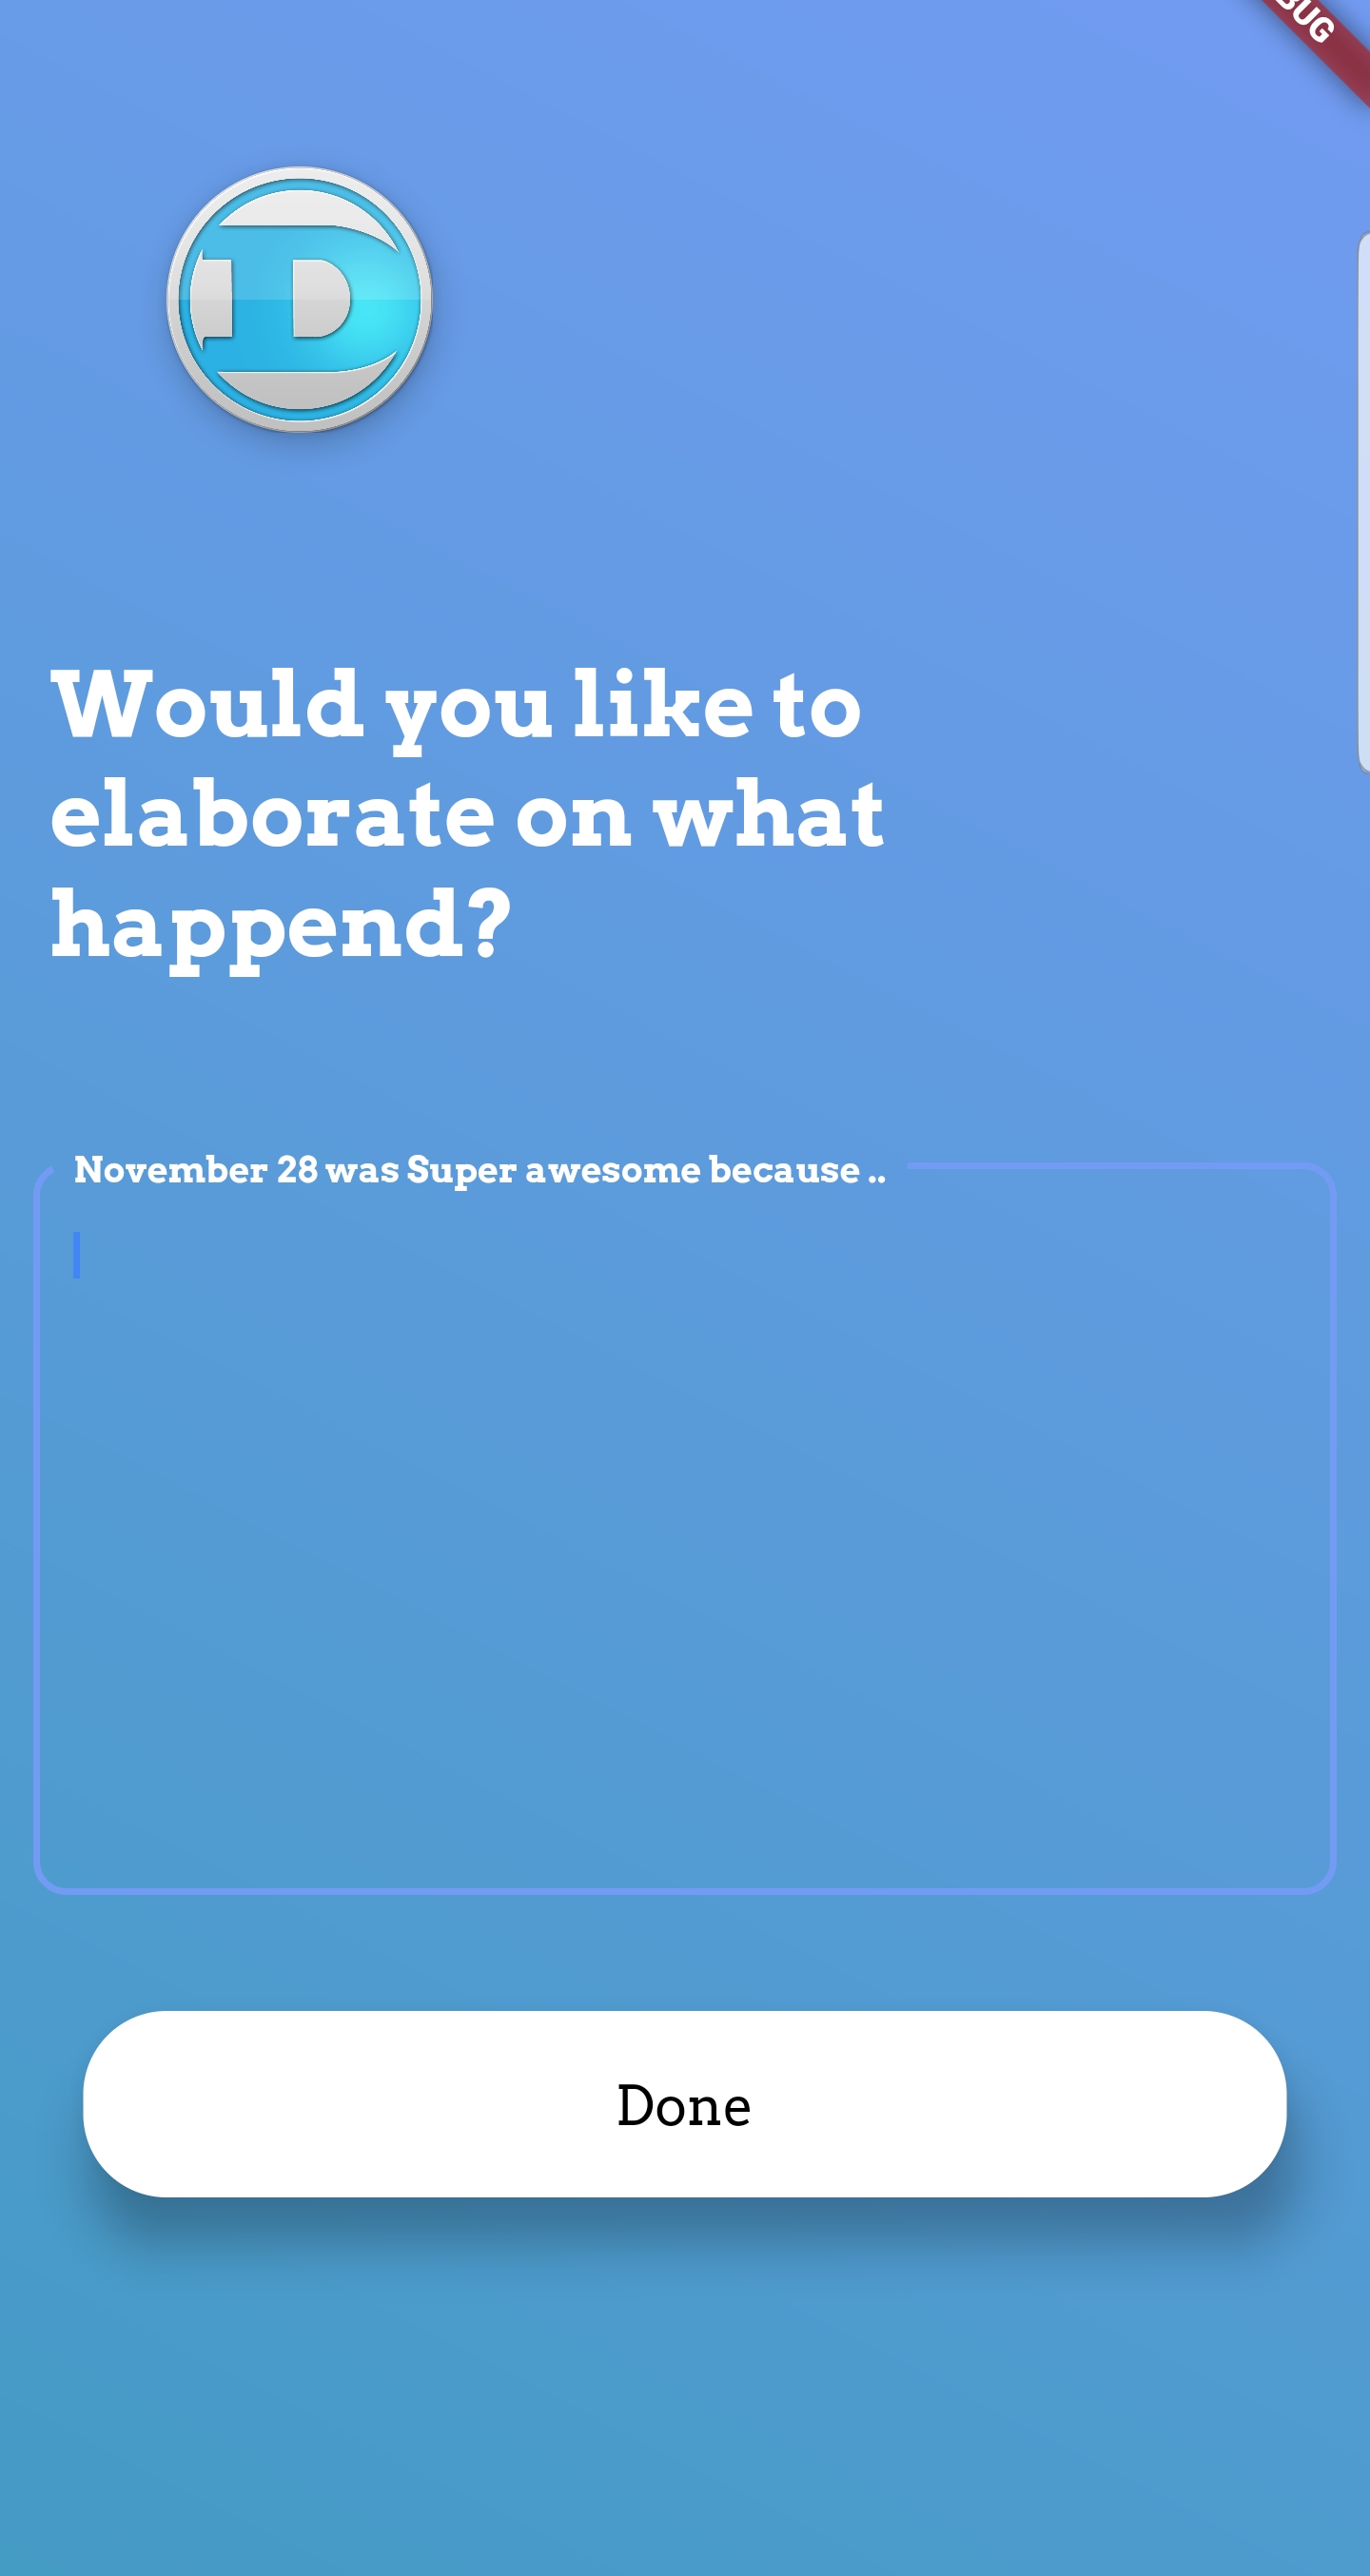 BUG
D
Would you like to
elaborate on what
happend?
November 28 was Super awesome because ..
Done